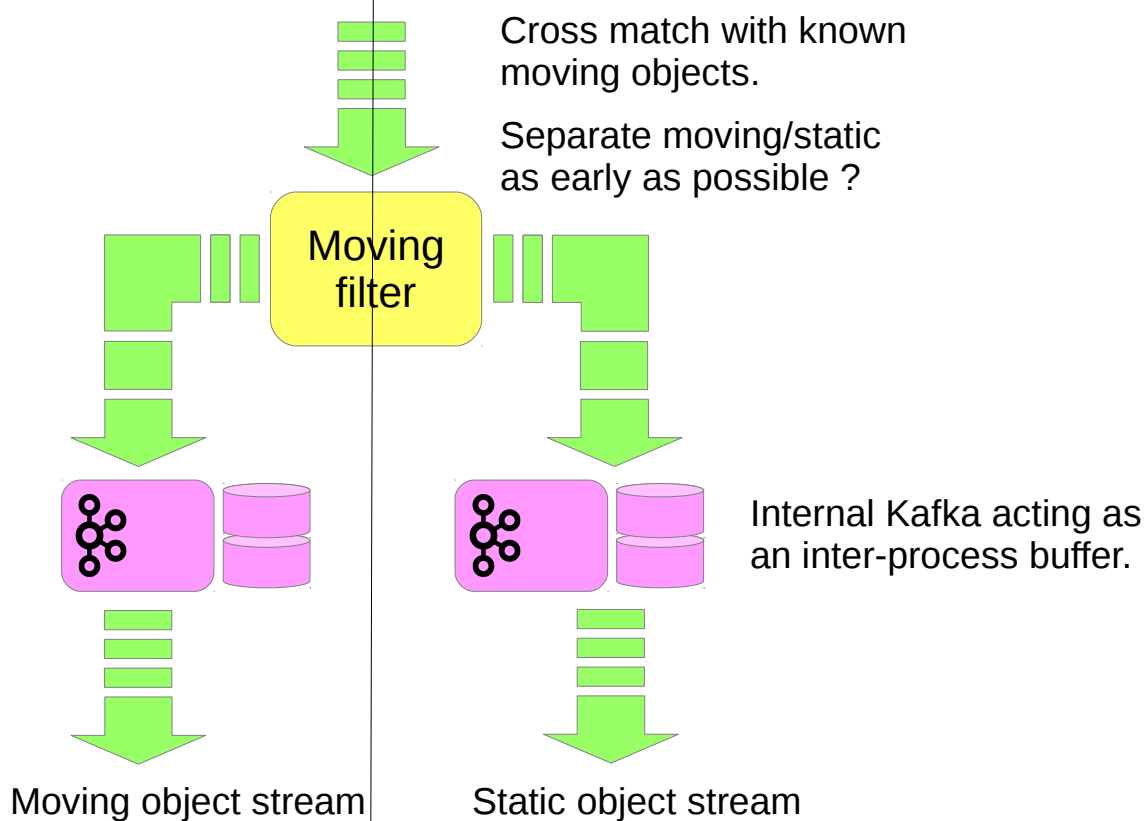 Cross match with known
moving objects.
Separate moving/static
as early as possible ?
Moving
filter
Internal Kafka acting as
an inter-process buffer.
Moving object stream
Static object stream